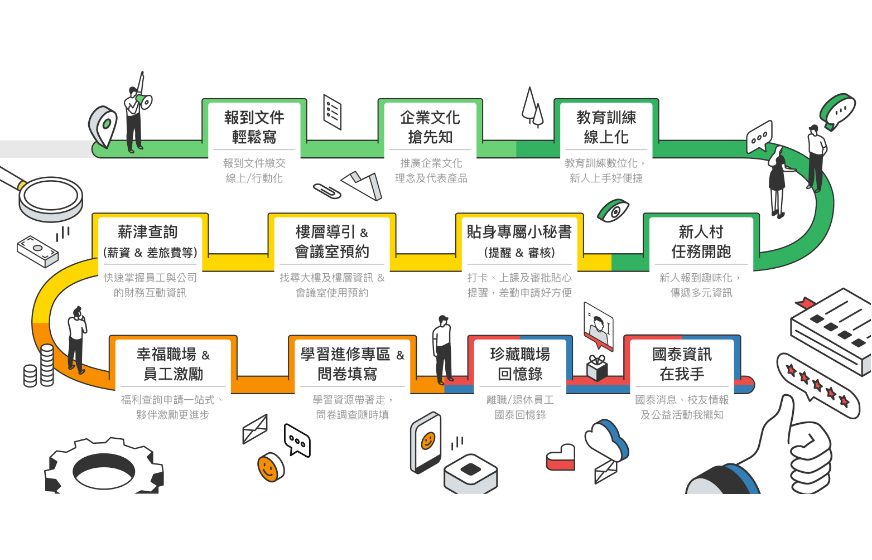 報到文件
輕鬆寫
報到文件繳交
線上/行動化
企業文化
搶先知
推廣企業文化
理念及代表產品
教育訓練
線上化
教育訓練數位化，
新人上手好便捷
薪津查詢
(薪資 & 差旅費等)
快速掌握員工與公司
的財務互動資訊
樓層導引 &
會議室預約
找尋大樓及樓層資訊 &
會議室使用預約
貼身專屬小秘書
(提醒 & 審核)
打卡、上課及審批貼心
提醒，差勤申請好方便
新人村
任務開跑
新人報到趣味化，
傳遞多元資訊
幸福職場 &
員工激勵
福利查詢申請一站式、
夥伴激勵更進步
學習進修專區 &
問卷填寫
學習資源帶著走，
問卷調查隨時填
珍藏職場
回憶錄
離職/退休員工
國泰回憶錄
國泰資訊
在我手
國泰消息、校友情報
及公益活動我攏知